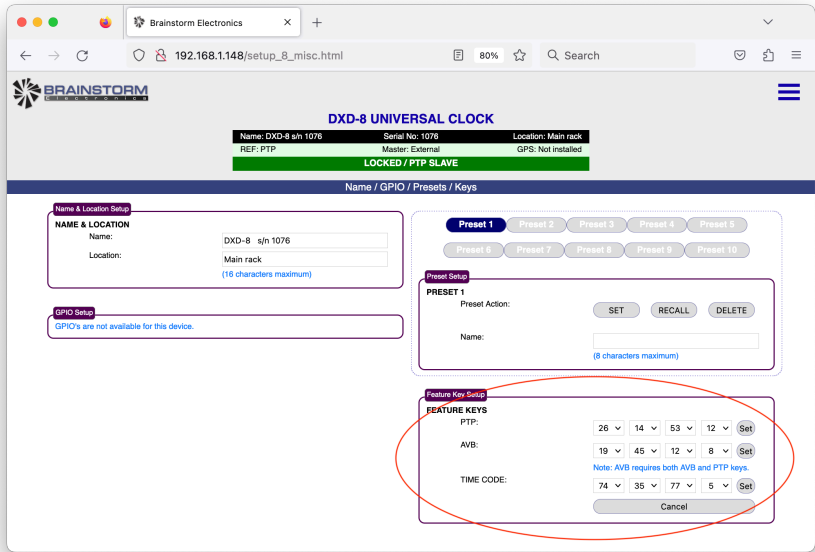 Brainstorm Electronics
192.168.1.148/setup_8_misc.html
80%
Search
BRAINSTORM
Electronics
DXD-8 UNIVERSAL CLOCK
Name: DXD-8 s/n 1076 Serial No: 1076 Location: Main rack
REF: PTP Master: External GPS: Not installed
LOCKED / PTP SLAVE
Name / GPIO / Presets / Keys
Name & Location Setup
NAME & LOCATION
Name: DXD-8 s/n 1076
Location: Main rack
(16 characters maximum)
GPIO Setup
GPIO's are not available for this device.
Preset 1 Preset 2 Preset 3 Preset 4 Preset 5
Preset 6 Preset 7 Preset 8 Preset 9 Preset 10
Preset Setup
PRESET 1
Preset Action: SET RECALL DELETE
Name:
(8 characters maximum)
Feature Key Setup
FEATURE KEYS
PTP: 26 14 53 12 Set
AVB: 19 45 12 8 Set
Note: AVB requires both AVB and PTP keys.
TIME CODE: 74 35 77 5 Set
Cancel